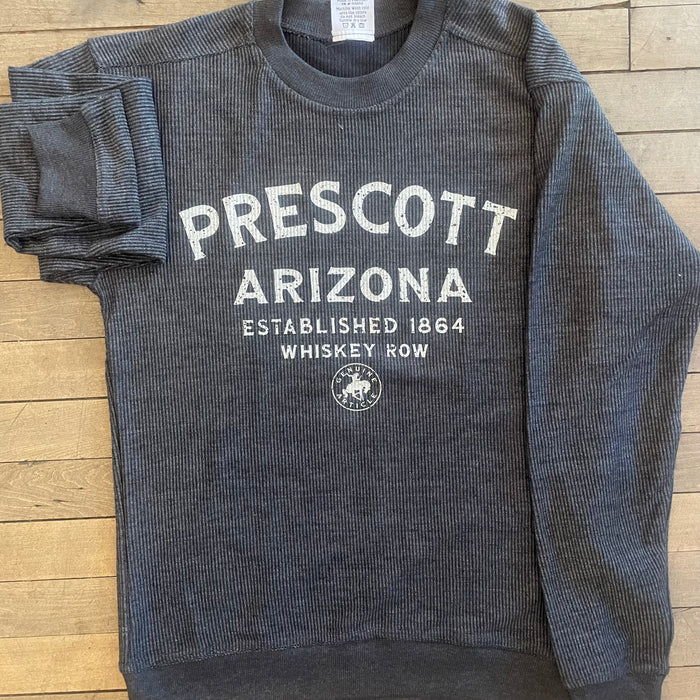 PRESCOTT
ARIZONA
ESTABLISHED 1864
WHISKEY ROW
GENUINE
ARTICLE